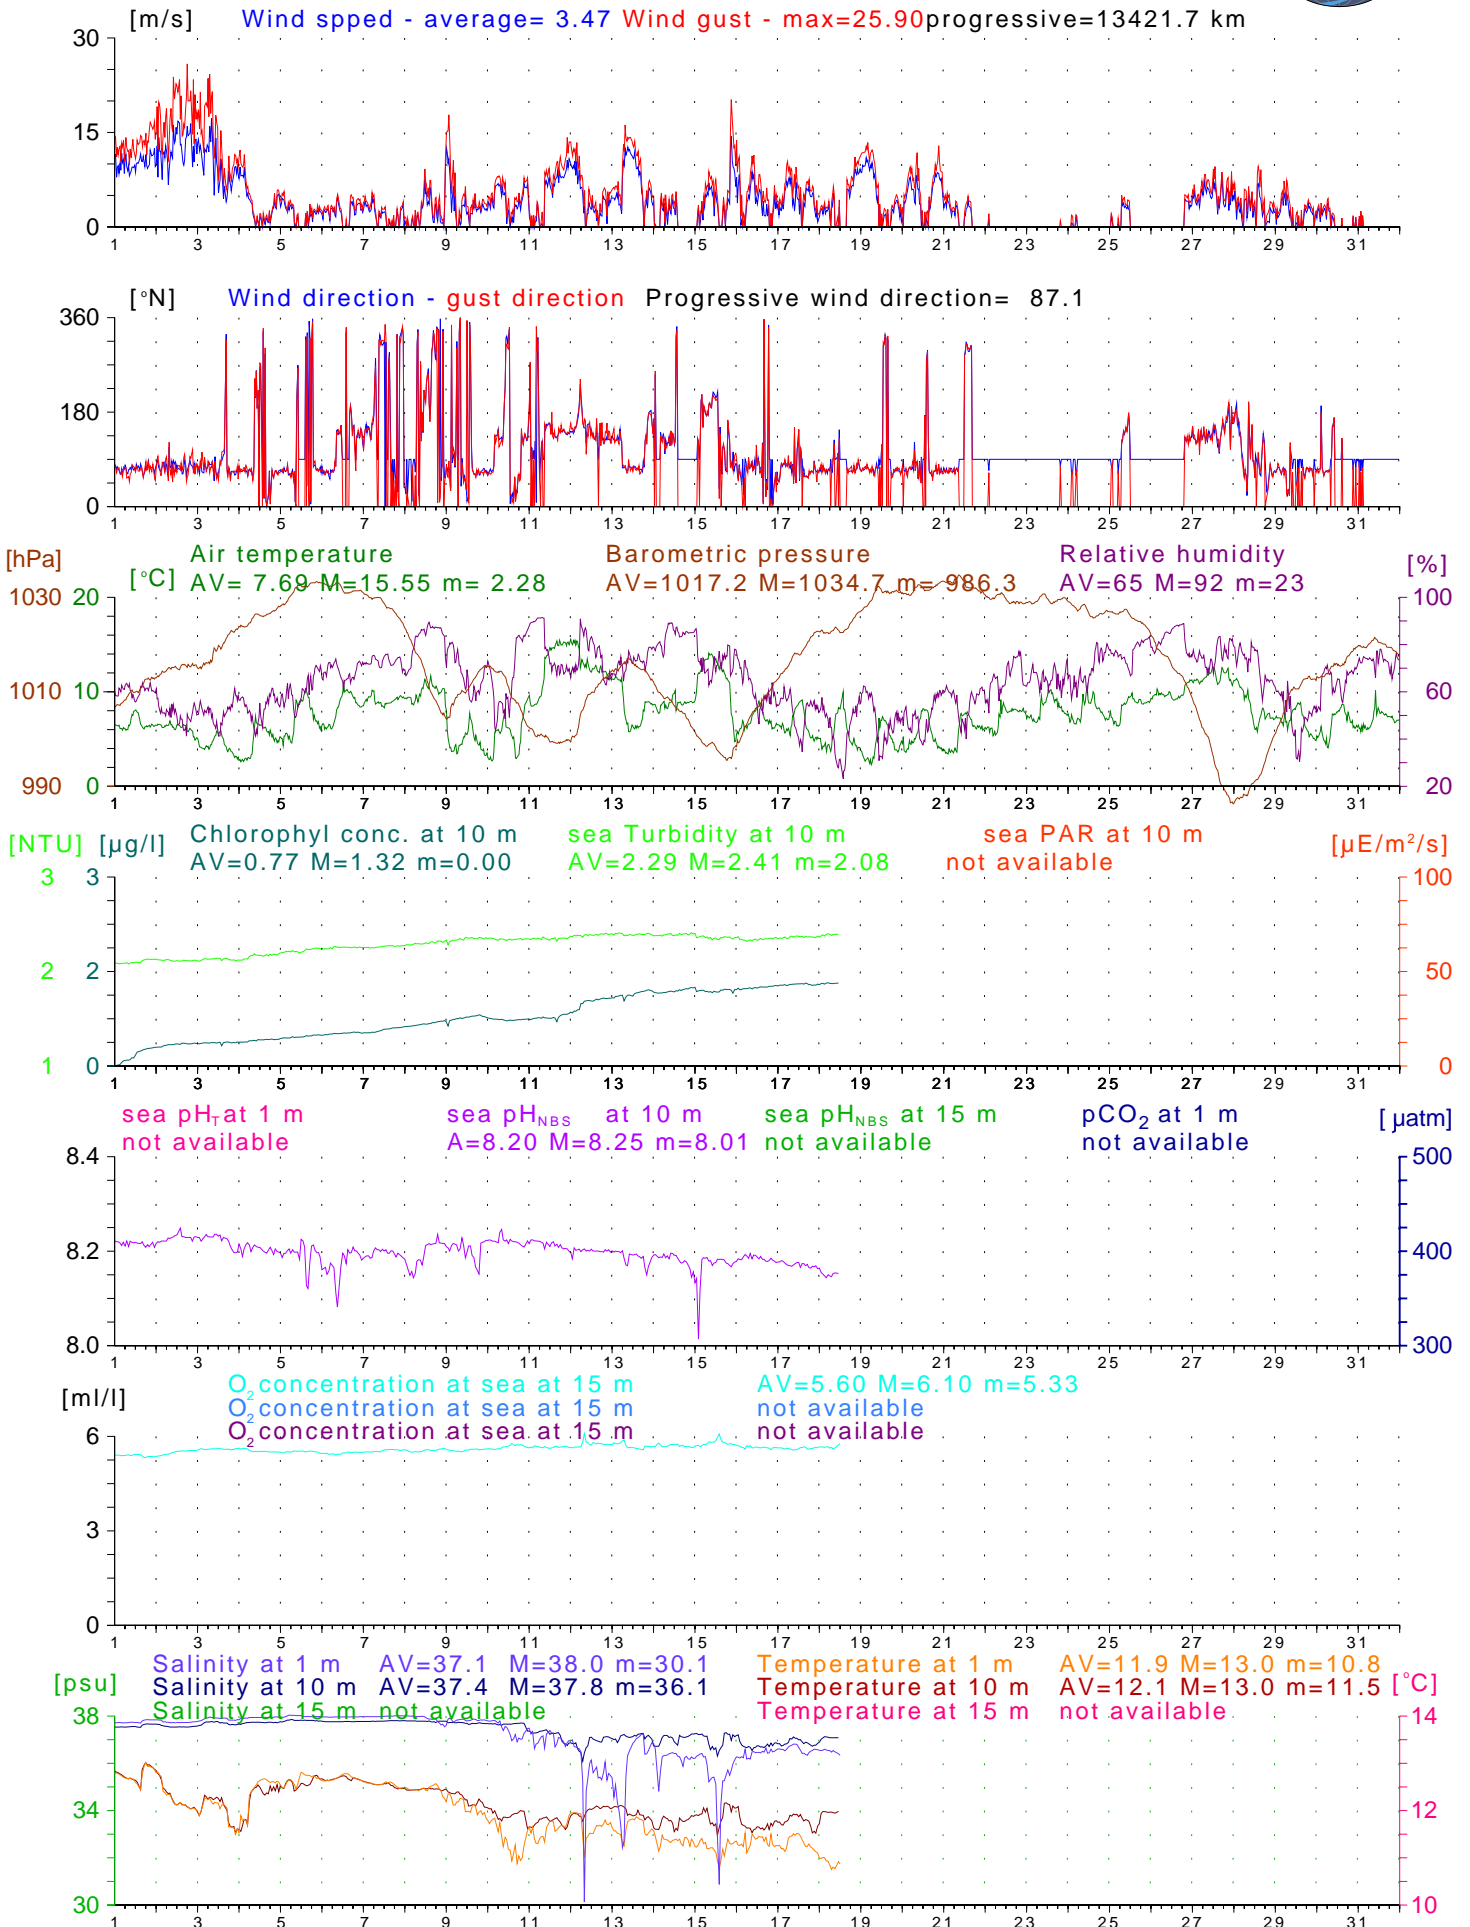 [m/s] Wind spped - average= 3.47 Wind gust - max=25.90progressive=13421.7 km
30
15
0
1 3 5 7 9 11 13 15 17 19 21 23 25 27 29 31
[°N] Wind direction - gust direction Progressive wind direction= 87.1
360
180
0
1 3 5 7 9 11 13 15 17 19 21 23 25 27 29 31
[hPa] Air temperature Barometric pressure Relative humidity [%]
[°C] AV= 7.69 M=15.55 m= 2.28 AV=1017.2 M=1034.7 m= 986.3 AV=65 M=92 m=23
1030 20 100
1010 10 60
990 0 20
1 3 5 7 9 11 13 15 17 19 21 23 25 27 29 31
[NTU] [µg/l] Chlorophyl conc. at 10 m sea Turbidity at 10 m sea PAR at 10 m [µE/m²/s]
AV=0.77 M=1.32 m=0.00 AV=2.29 M=2.41 m=2.08 not available
3 3 100
2 2 50
1 0 0
1 3 5 7 9 11 13 15 17 19 21 23 25 27 29 31
sea pH_T at 1 m sea pH_NBS at 10 m sea pH_NBS at 15 m pCO₂ at 1 m [ µatm]
not available A=8.20 M=8.25 m=8.01 not available not available
8.4 500
8.2 400
8.0 300
1 3 5 7 9 11 13 15 17 19 21 23 25 27 29 31
[ml/l] O₂ concentration at sea at 15 m AV=5.60 M=6.10 m=5.33
O₂ concentration at sea at 15 m not available
O₂ concentration at sea at 15 m not available
6
3
0
1 3 5 7 9 11 13 15 17 19 21 23 25 27 29 31
[psu] Salinity at 1 m AV=37.1 M=38.0 m=30.1 Temperature at 1 m AV=11.9 M=13.0 m=10.8 [°C]
Salinity at 10 m AV=37.4 M=37.8 m=36.1 Temperature at 10 m AV=12.1 M=13.0 m=11.5
Salinity at 15 m not available Temperature at 15 m not available
38 14
34 12
30 10
1 3 5 7 9 11 13 15 17 19 21 23 25 27 29 31